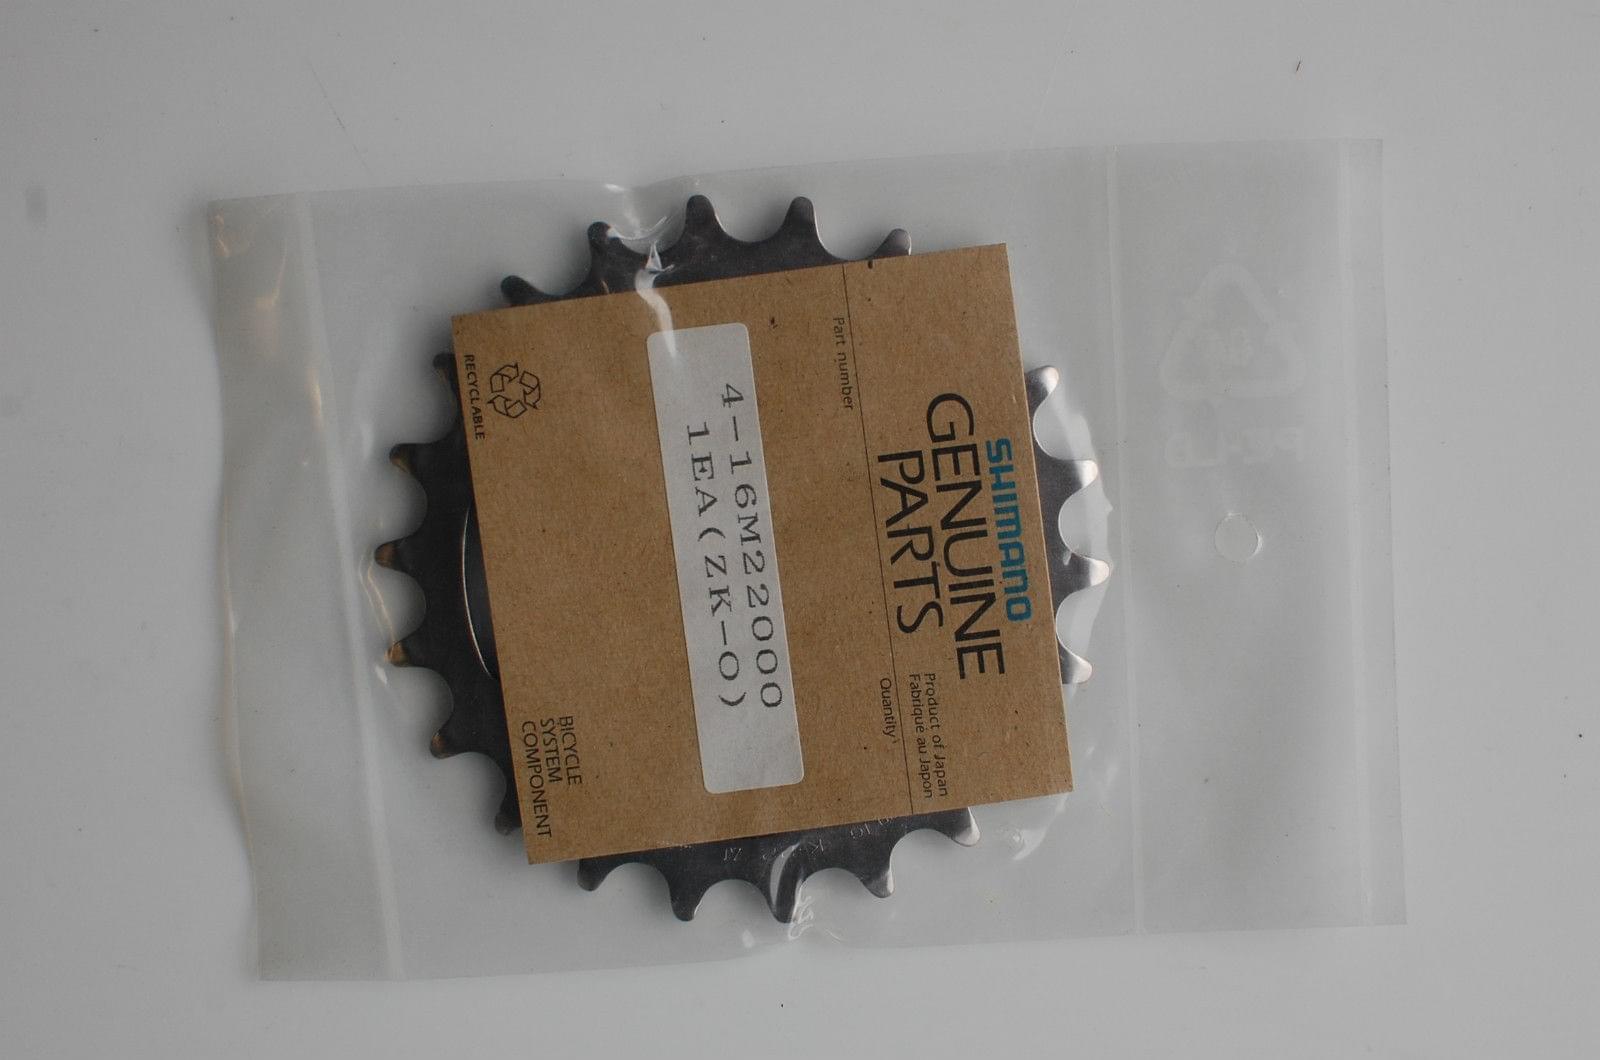 SHIMANO
GENUINE
PARTS
Product of Japan
Fabriqué au Japon
Part number
Quantity
4-16M22000
1EA(ZK-O)
RECYCLABLE
BICYCLE
SYSTEM
COMPONENT